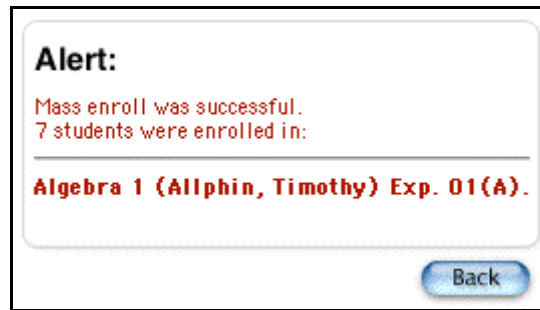 Alert:
Mass enroll was successful.
7 students were enrolled in:
Algebra 1 (Allphin, Timothy) Exp. 01(A).
Back